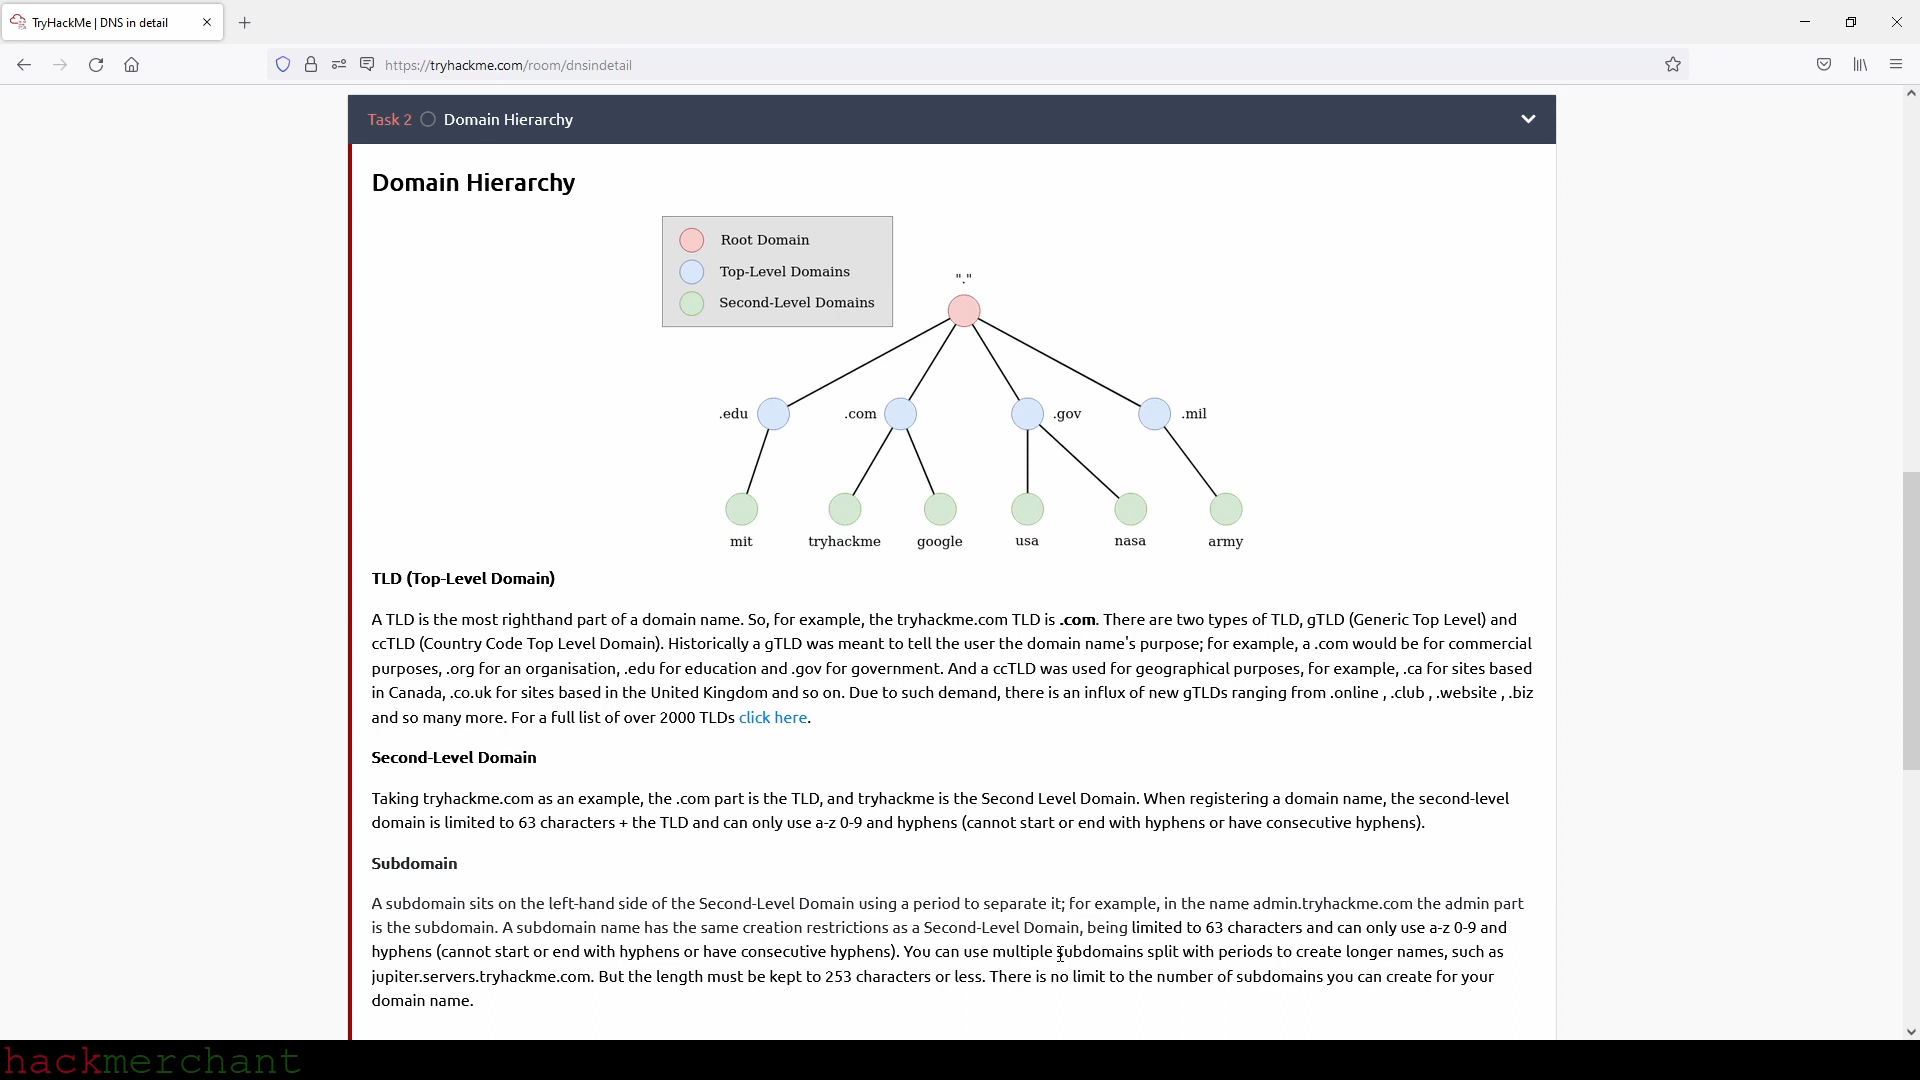 TryHackMe | DNS in detail
https://tryhackme.com/room/dnsindetail
Task 2 Domain Hierarchy
Domain Hierarchy
Root Domain
Top-Level Domains
Second-Level Domains
"."
.edu .com .gov .mil
mit tryhackme google usa nasa army
TLD (Top-Level Domain)
A TLD is the most righthand part of a domain name. So, for example, the tryhackme.com TLD is .com. There are two types of TLD, gTLD (Generic Top Level) and
ccTLD (Country Code Top Level Domain). Historically a gTLD was meant to tell the user the domain name's purpose; for example, a .com would be for commercial
purposes, .org for an organisation, .edu for education and .gov for government. And a ccTLD was used for geographical purposes, for example, .ca for sites based
in Canada, .co.uk for sites based in the United Kingdom and so on. Due to such demand, there is an influx of new gTLDs ranging from .online , .club , .website , .biz
and so many more. For a full list of over 2000 TLDs click here.
Second-Level Domain
Taking tryhackme.com as an example, the .com part is the TLD, and tryhackme is the Second Level Domain. When registering a domain name, the second-level
domain is limited to 63 characters + the TLD and can only use a-z 0-9 and hyphens (cannot start or end with hyphens or have consecutive hyphens).
Subdomain
A subdomain sits on the left-hand side of the Second-Level Domain using a period to separate it; for example, in the name admin.tryhackme.com the admin part
is the subdomain. A subdomain name has the same creation restrictions as a Second-Level Domain, being limited to 63 characters and can only use a-z 0-9 and
hyphens (cannot start or end with hyphens or have consecutive hyphens). You can use multiple subdomains split with periods to create longer names, such as
jupiter.servers.tryhackme.com. But the length must be kept to 253 characters or less. There is no limit to the number of subdomains you can create for your
domain name.
hackmerchant